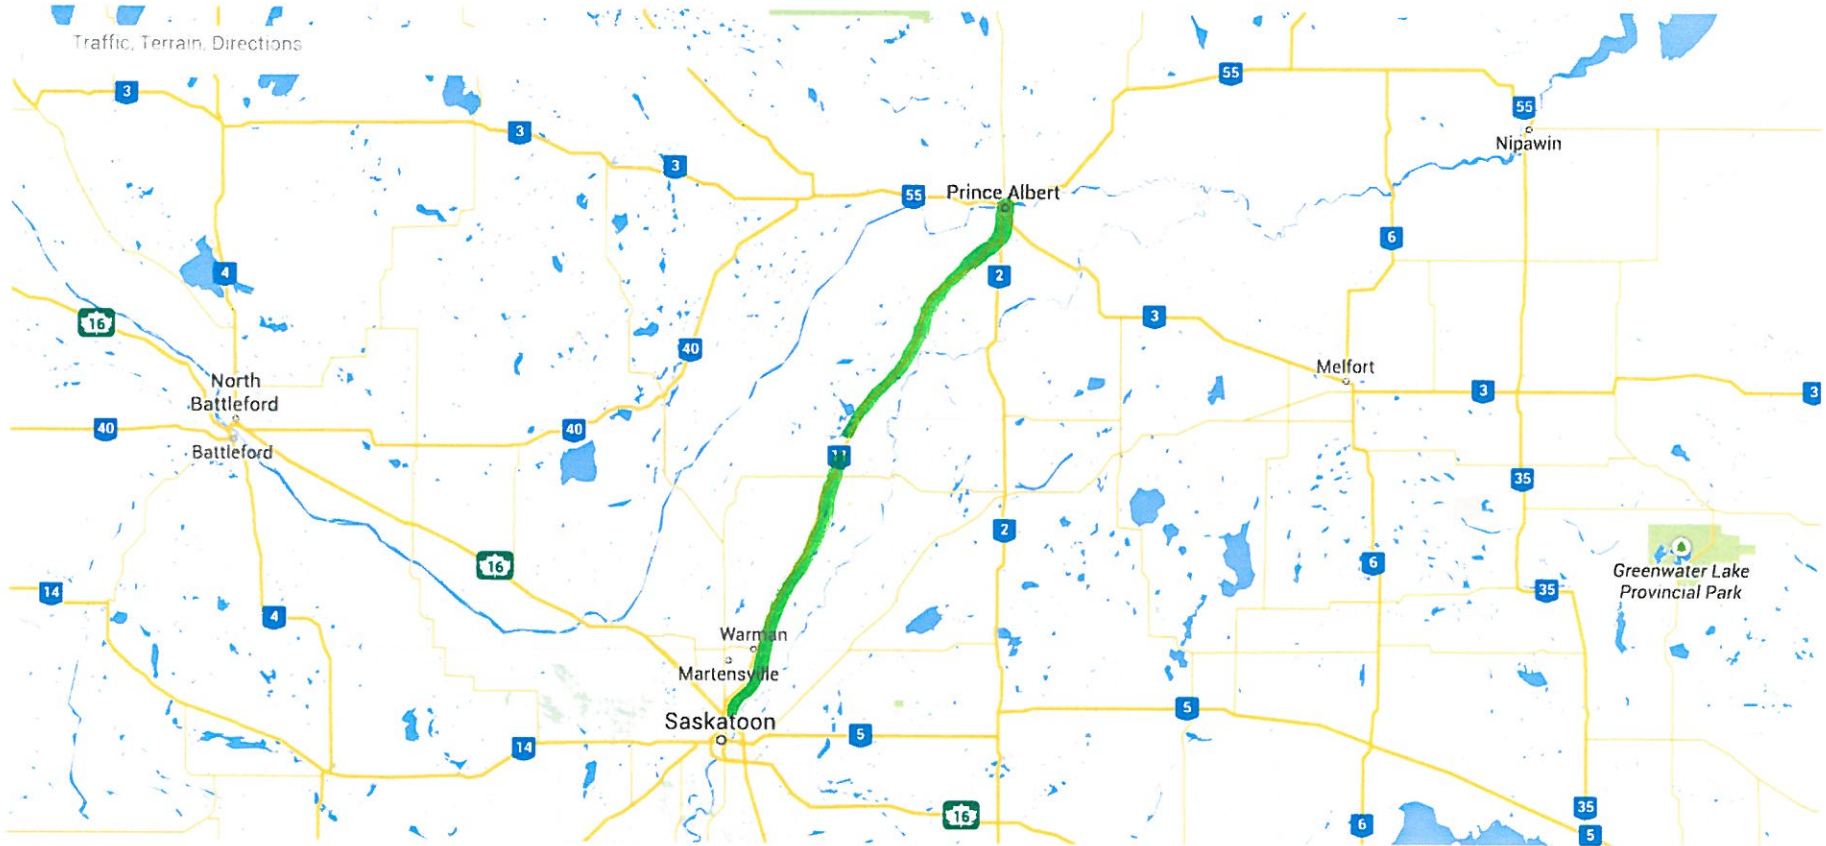 Traffic, Terrain, Directions
55
3
55
3
Nipawin
3
55
Prince Albert
6
4
2
16
3
40
North
Battleford
Melfort
3
3
40
40
Battleford
11
35
2
16
6
Greenwater Lake
Provincial Park
14
35
4
Warman
Martensville
5
Saskatoon
5
14
35
16
6
5